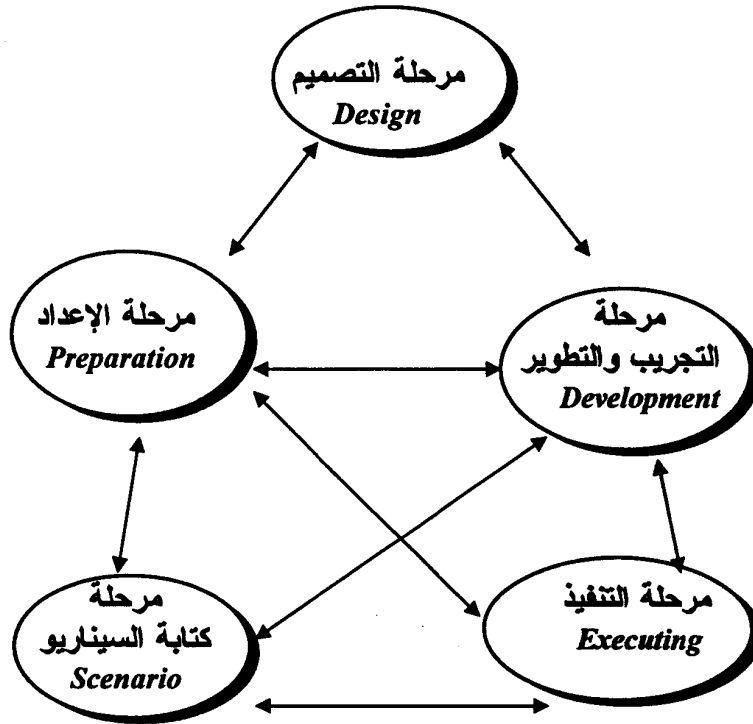 مرحلة التصميم
Design
مرحلة الإعداد
Preparation
مرحلة
التجريب والتطوير
Development
مرحلة
كتابة السيناريو
Scenario
مرحلة التنفيذ
Executing